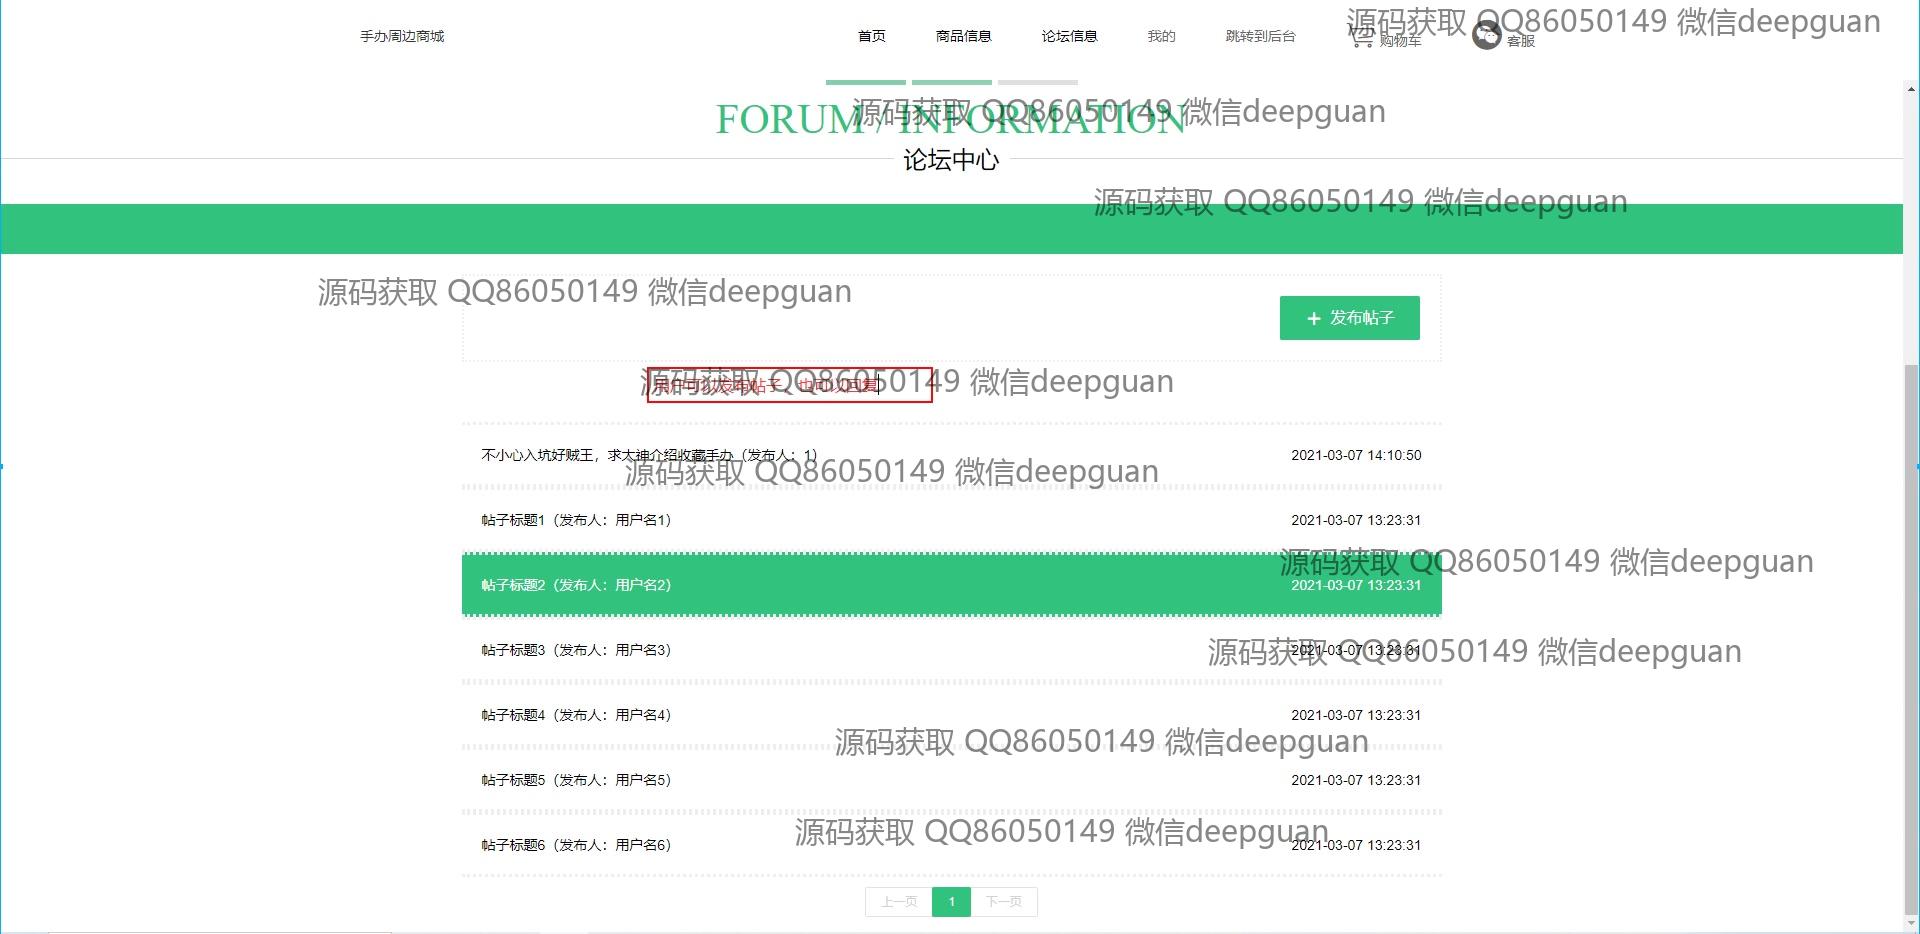 手办周边商城 首页 商品信息 论坛信息 我的 跳转到后台 购物车 客服
源码获取 QQ86050149 微信deepguan
FORUM / INFORMATION
源码获取 QQ86050149 微信deepguan
论坛中心
源码获取 QQ86050149 微信deepguan
源码获取 QQ86050149 微信deepguan
+ 发布帖子
用户可以发布帖子，也可以回复
源码获取 QQ86050149 微信deepguan
不小心入坑好贼王，求大神介绍收藏手办（发布人：1） 2021-03-07 14:10:50
源码获取 QQ86050149 微信deepguan
帖子标题1（发布人：用户名1） 2021-03-07 13:23:31
源码获取 QQ86050149 微信deepguan
帖子标题2（发布人：用户名2） 2021-03-07 13:23:31
帖子标题3（发布人：用户名3） 2021-03-07 13:23:31
源码获取 QQ86050149 微信deepguan
帖子标题4（发布人：用户名4） 2021-03-07 13:23:31
源码获取 QQ86050149 微信deepguan
帖子标题5（发布人：用户名5） 2021-03-07 13:23:31
源码获取 QQ86050149 微信deepguan
帖子标题6（发布人：用户名6） 2021-03-07 13:23:31
上一页 1 下一页